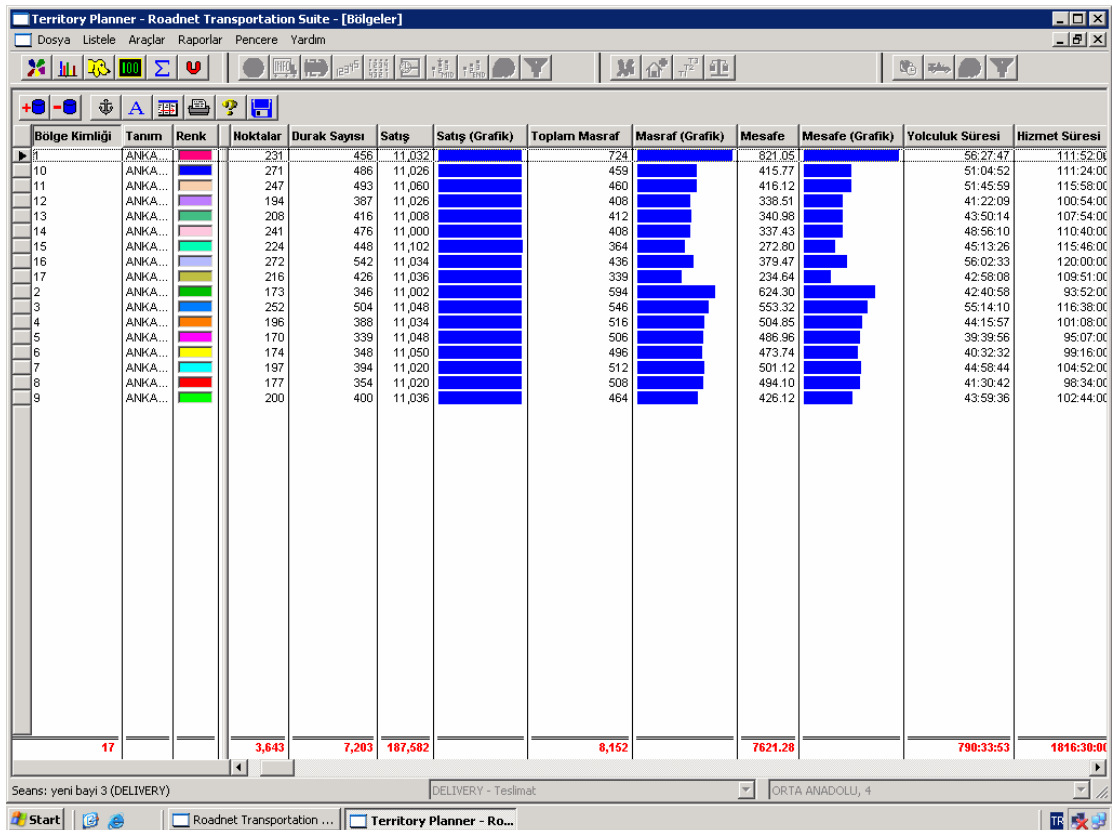 Territory Planner - Roadnet Transportation Suite - [Bölgeler]
Dosya Listele Araçlar Raporlar Pencere Yardım
Bölge Kimliği Tanım Renk Noktalar Durak Sayısı Satış Satış (Grafik) Toplam Masraf Masraf (Grafik) Mesafe Mesafe (Grafik) Yolculuk Süresi Hizmet Süresi
1 ANKA... 231 456 11,032 724 821.05 56:27:47 111:52:00
10 ANKA... 271 486 11,026 459 415.77 51:04:52 111:24:00
11 ANKA... 247 493 11,060 460 416.12 51:45:59 115:58:00
12 ANKA... 194 387 11,026 408 338.51 41:22:09 100:54:00
13 ANKA... 208 416 11,008 412 340.98 43:50:14 107:54:00
14 ANKA... 241 476 11,000 408 337.43 48:56:10 110:40:00
15 ANKA... 224 448 11,102 364 272.80 45:13:26 115:46:00
16 ANKA... 272 542 11,034 436 379.47 56:02:33 120:00:00
17 ANKA... 216 426 11,036 339 234.64 42:58:08 109:51:00
2 ANKA... 173 346 11,002 594 624.30 42:40:58 93:52:00
3 ANKA... 252 504 11,048 546 553.32 55:14:10 116:38:00
4 ANKA... 196 388 11,034 516 504.85 44:15:57 101:08:00
5 ANKA... 170 339 11,048 506 486.96 39:39:56 95:07:00
6 ANKA... 174 348 11,050 496 473.74 40:32:32 99:16:00
7 ANKA... 197 394 11,020 512 501.12 44:58:44 104:52:00
8 ANKA... 177 354 11,020 508 494.10 41:30:42 98:34:00
9 ANKA... 200 400 11,036 464 426.12 43:59:36 102:44:00
17 3,643 7,203 187,582 8,152 7621.28 790:33:53 1816:30:00
Seans: yeni bayi 3 (DELIVERY) DELIVERY - Teslimat ORTA ANADOLU, 4
Start Roadnet Transportation ... Territory Planner - Ro... TR